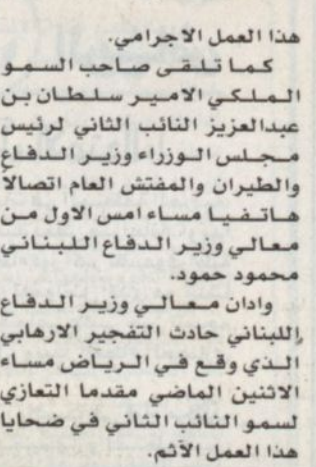 هذا العمل الاجرامي.
كما تلقى صاحب السمو
الملكي الامير سلطان بن
عبدالعزيز النائب الثاني لرئيس
مجلس الوزراء وزير الدفاع
والطيران والمفتش العام اتصالاً
هاتفيا مساء امس الاول من
معالي وزير الدفاع اللبناني
محمود حمود.
وادان معالي وزير الدفاع
اللبناني حادث التفجير الارهابي
الذي وقع في الرياض مساء
الاثنين الماضي مقدما التعازي
لسمو النائب الثاني في ضحايا
هذا العمل الآثم.